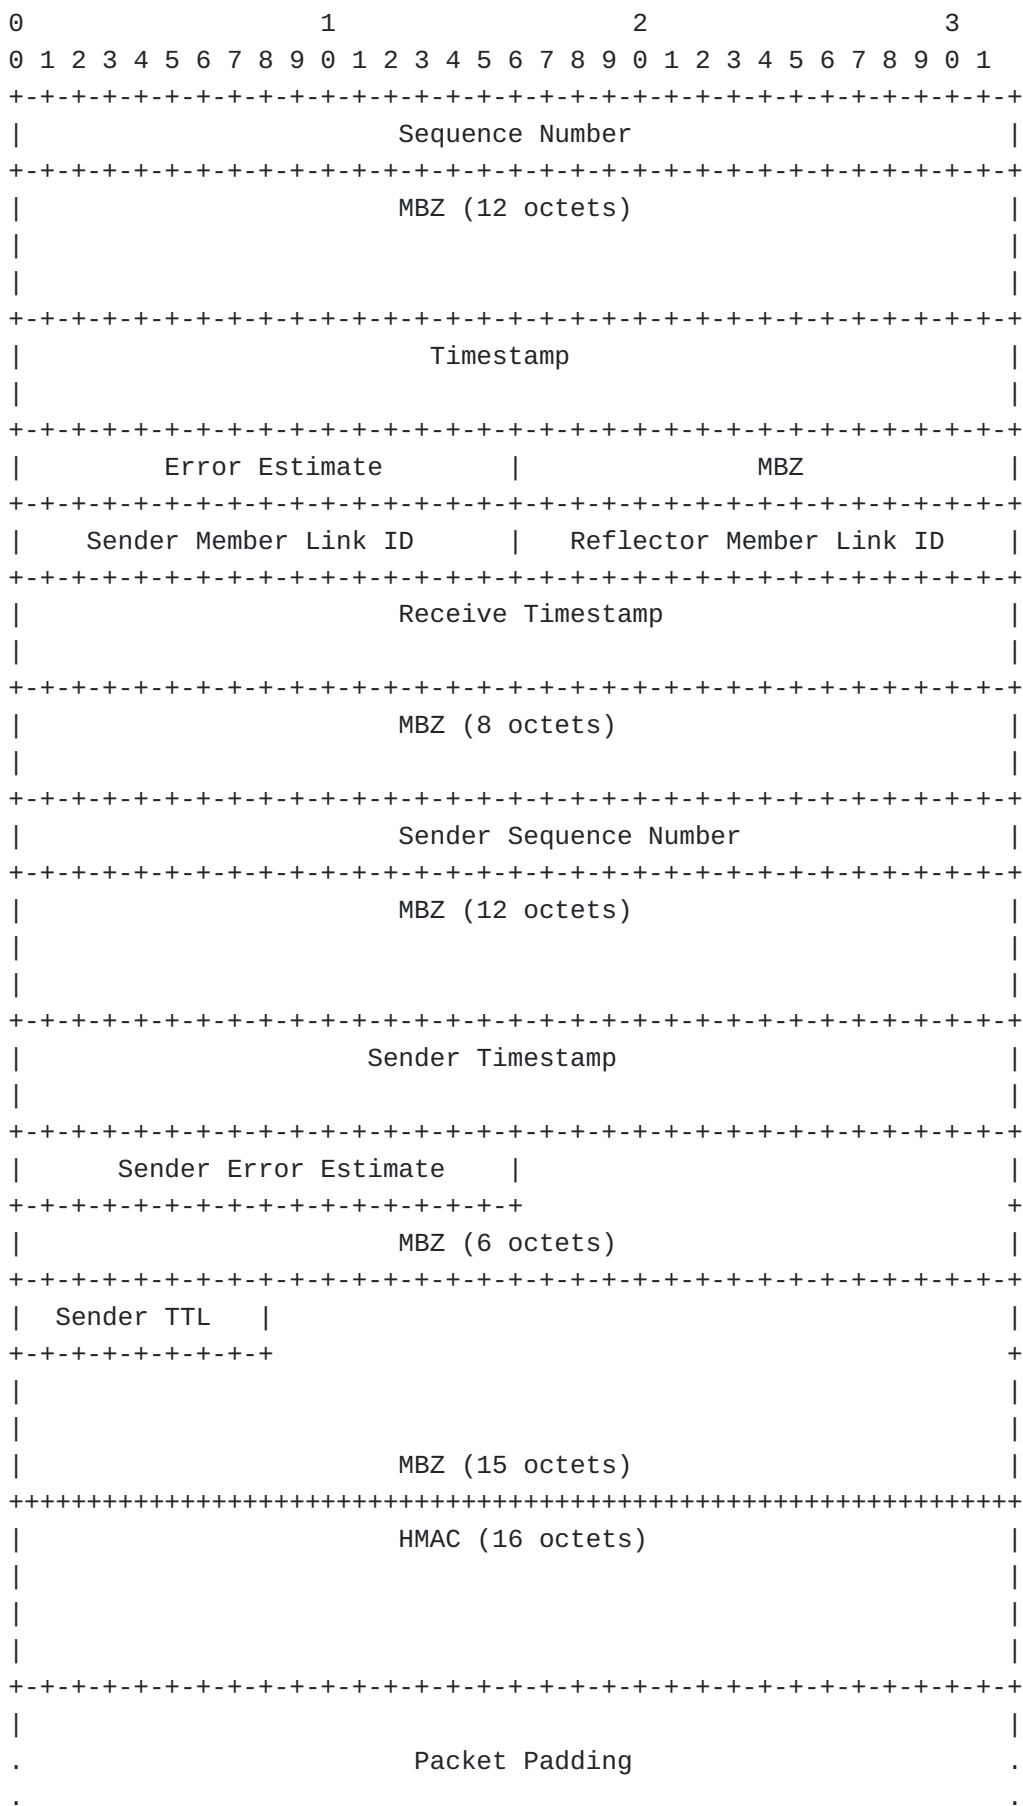 0                   1                   2                   3
0 1 2 3 4 5 6 7 8 9 0 1 2 3 4 5 6 7 8 9 0 1 2 3 4 5 6 7 8 9 0 1
+-+-+-+-+-+-+-+-+-+-+-+-+-+-+-+-+-+-+-+-+-+-+-+-+-+-+-+-+-+-+-+-+
|                        Sequence Number                        |
+-+-+-+-+-+-+-+-+-+-+-+-+-+-+-+-+-+-+-+-+-+-+-+-+-+-+-+-+-+-+-+-+
|                        MBZ (12 octets)                        |
|                                                               |
|                                                               |
+-+-+-+-+-+-+-+-+-+-+-+-+-+-+-+-+-+-+-+-+-+-+-+-+-+-+-+-+-+-+-+-+
|                          Timestamp                            |
|                                                               |
+-+-+-+-+-+-+-+-+-+-+-+-+-+-+-+-+-+-+-+-+-+-+-+-+-+-+-+-+-+-+-+-+
|         Error Estimate        |               MBZ             |
+-+-+-+-+-+-+-+-+-+-+-+-+-+-+-+-+-+-+-+-+-+-+-+-+-+-+-+-+-+-+-+-+
|    Sender Member Link ID      |   Reflector Member Link ID    |
+-+-+-+-+-+-+-+-+-+-+-+-+-+-+-+-+-+-+-+-+-+-+-+-+-+-+-+-+-+-+-+-+
|                        Receive Timestamp                      |
|                                                               |
+-+-+-+-+-+-+-+-+-+-+-+-+-+-+-+-+-+-+-+-+-+-+-+-+-+-+-+-+-+-+-+-+
|                        MBZ (8 octets)                         |
|                                                               |
+-+-+-+-+-+-+-+-+-+-+-+-+-+-+-+-+-+-+-+-+-+-+-+-+-+-+-+-+-+-+-+-+
|                        Sender Sequence Number                 |
+-+-+-+-+-+-+-+-+-+-+-+-+-+-+-+-+-+-+-+-+-+-+-+-+-+-+-+-+-+-+-+-+
|                        MBZ (12 octets)                        |
|                                                               |
|                                                               |
+-+-+-+-+-+-+-+-+-+-+-+-+-+-+-+-+-+-+-+-+-+-+-+-+-+-+-+-+-+-+-+-+
|                      Sender Timestamp                         |
|                                                               |
+-+-+-+-+-+-+-+-+-+-+-+-+-+-+-+-+-+-+-+-+-+-+-+-+-+-+-+-+-+-+-+-+
|      Sender Error Estimate    |                               |
+-+-+-+-+-+-+-+-+-+-+-+-+-+-+-+-+                               +
|                        MBZ (6 octets)                         |
+-+-+-+-+-+-+-+-+-+-+-+-+-+-+-+-+-+-+-+-+-+-+-+-+-+-+-+-+-+-+-+-+
|  Sender TTL   |                                               |
+-+-+-+-+-+-+-+-+                                               +
|                                                               |
|                                                               |
|                        MBZ (15 octets)                        |
+++++++++++++++++++++++++++++++++++++++++++++++++++++++++++++++++
|                        HMAC (16 octets)                       |
|                                                               |
|                                                               |
|                                                               |
+-+-+-+-+-+-+-+-+-+-+-+-+-+-+-+-+-+-+-+-+-+-+-+-+-+-+-+-+-+-+-+-+
|                                                               |
.                         Packet Padding                        .
.                                                               .